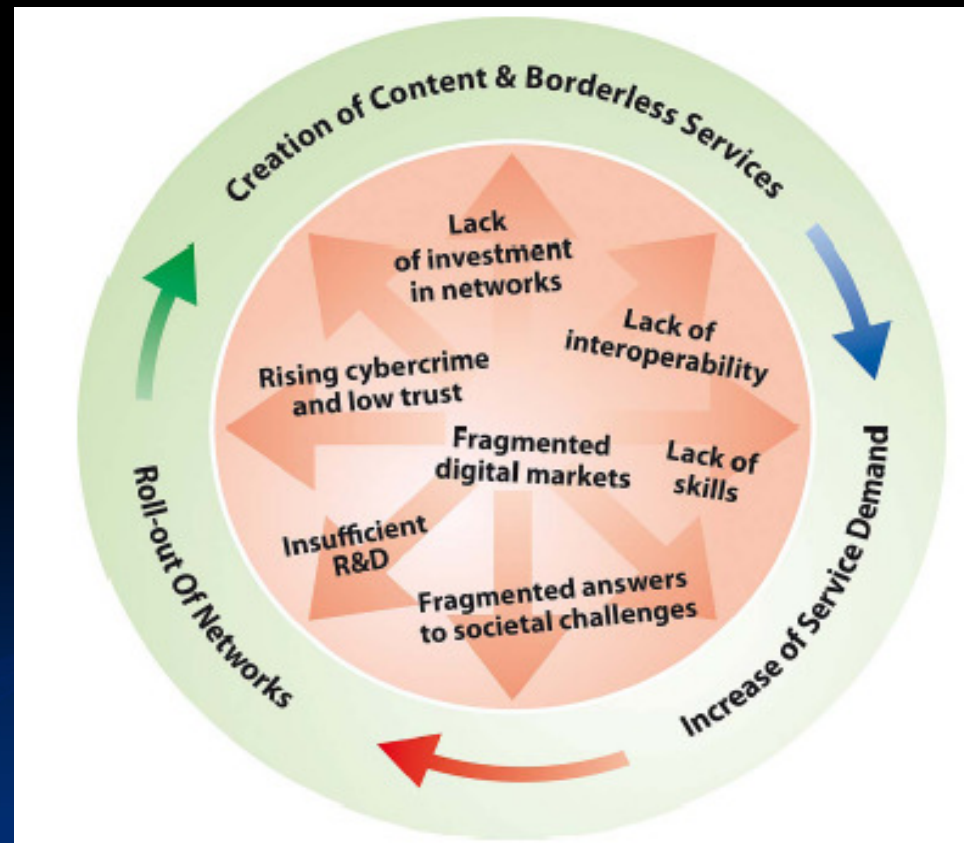 Creation of Content & Borderless Services
Lack
of investment
in networks
Lack of
interoperability
Rising cybercrime
and low trust
Fragmented
digital markets
Lack of
skills
Insufficient
R&D
Fragmented answers
to societal challenges
Increase of Service Demand
Roll-out Of Networks